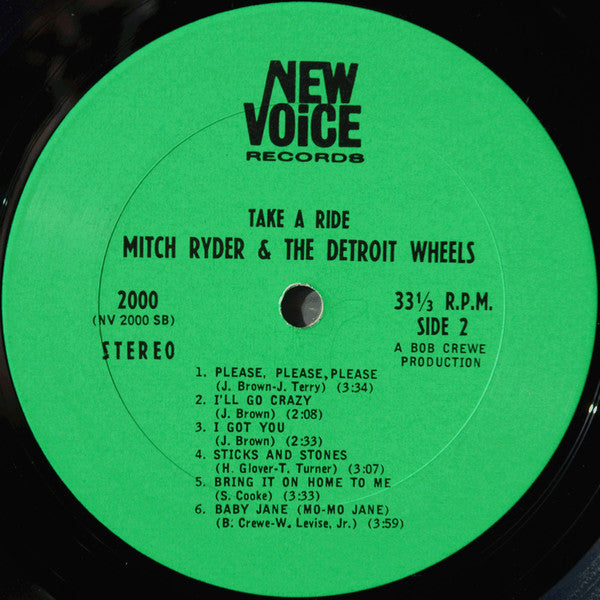 NEW
VOiCE
RECORDS
TAKE A RIDE
MITCH RYDER & THE DETROIT WHEELS
2000
(NV 2000 SB)
STEREO
33⅓ R.P.M.
SIDE 2
A BOB CREWE
PRODUCTION
1. PLEASE, PLEASE, PLEASE
(J. Brown-J. Terry) (3:34)
2. I'LL GO CRAZY
(J. Brown) (2:08)
3. I GOT YOU
(J. Brown) (2:33)
4. STICKS AND STONES
(H. Glover-T. Turner) (3:07)
5. BRING IT ON HOME TO ME
(S. Cooke) (3:33)
6. BABY JANE (MO-MO JANE)
(B. Crewe-W. Levise, Jr.) (3:59)